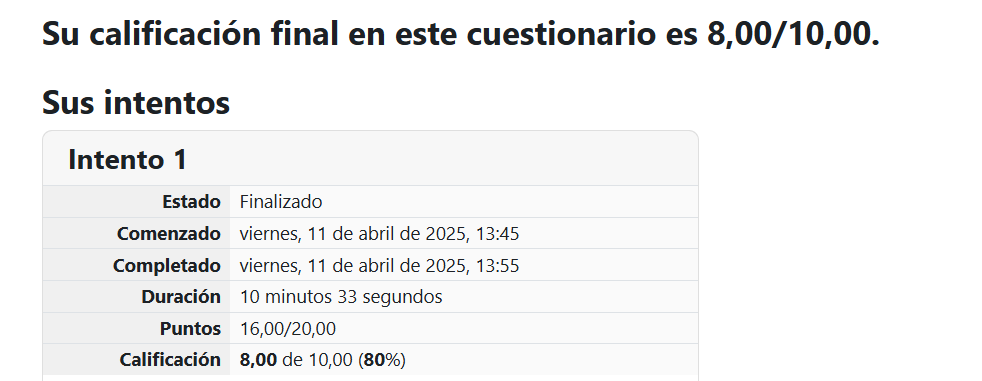 Su calificación final en este cuestionario es 8,00/10,00.
Sus intentos
Intento 1
Estado Finalizado
Comenzado viernes, 11 de abril de 2025, 13:45
Completado viernes, 11 de abril de 2025, 13:55
Duración 10 minutos 33 segundos
Puntos 16,00/20,00
Calificación 8,00 de 10,00 (80%)